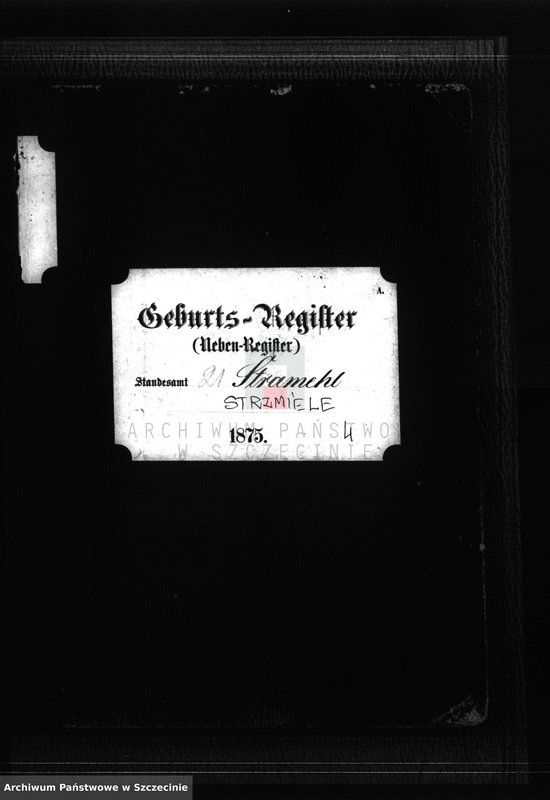 A.
Geburts-Register
(Neben-Register)
Standesamt 21 Stramehl
STRZMIELE
1875. 4
ARCHIWUM PAŃSTWOWE
W SZCZECINIE
Archiwum Państwowe w Szczecinie